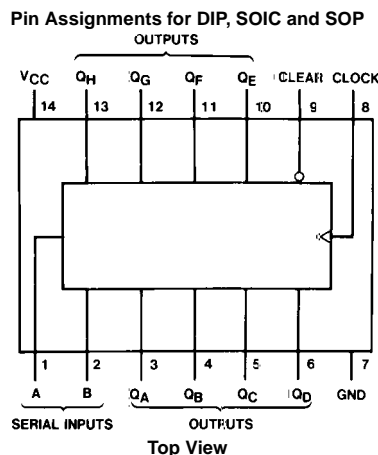 Pin Assignments for DIP, SOIC and SOP
OUTPUTS
VCC QH QG QF QE CLEAR CLOCK
14 13 12 11 10 9 8
1 2 3 4 5 6 7
A B QA QB QC QD GND
SERIAL INPUTS OUTPUTS
Top View